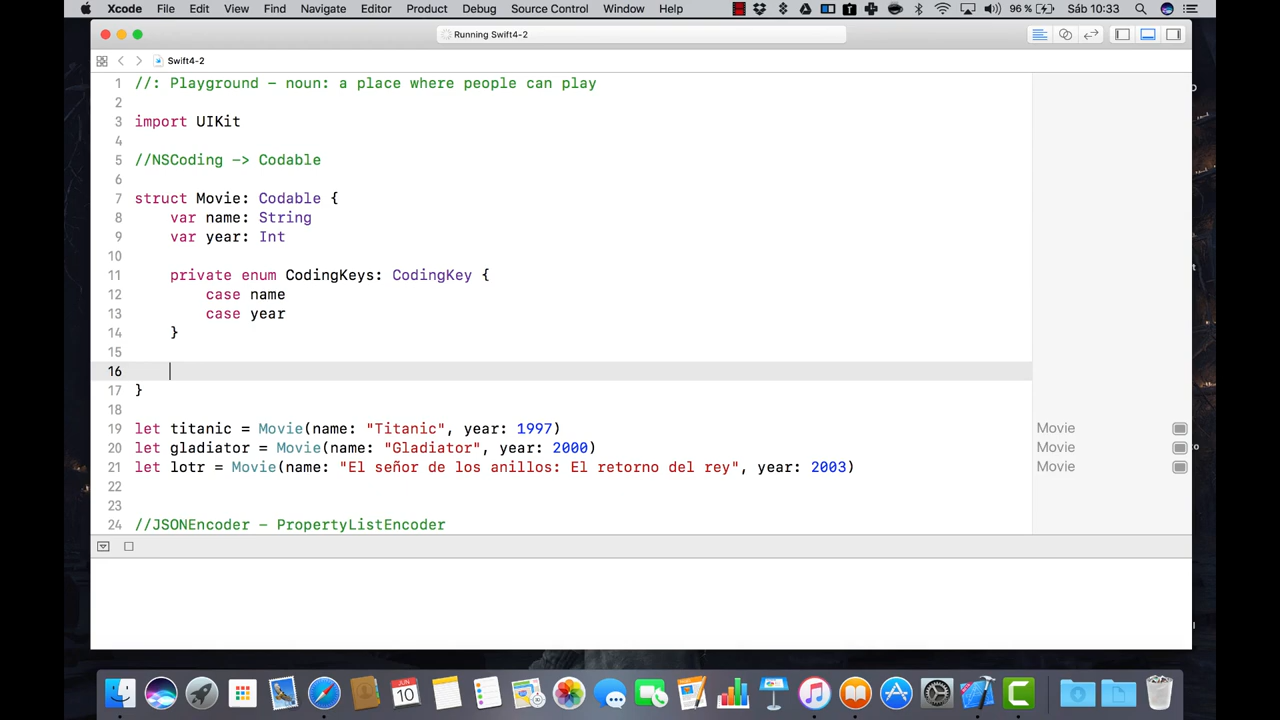 Xcode File Edit View Find Navigate Editor Product Debug Source Control Window Help 96 % Sáb 10:33
Running Swift4-2
Swift4-2
1 //: Playground – noun: a place where people can play
2
3 import UIKit
4
5 //NSCoding -> Codable
6
7 struct Movie: Codable {
8 var name: String
9 var year: Int
10
11 private enum CodingKeys: CodingKey {
12 case name
13 case year
14 }
15
16
17 }
18
19 let titanic = Movie(name: "Titanic", year: 1997) Movie
20 let gladiator = Movie(name: "Gladiator", year: 2000) Movie
21 let lotr = Movie(name: "El señor de los anillos: El retorno del rey", year: 2003) Movie
22
23
24 //JSONEncoder – PropertyListEncoder
JUN
10